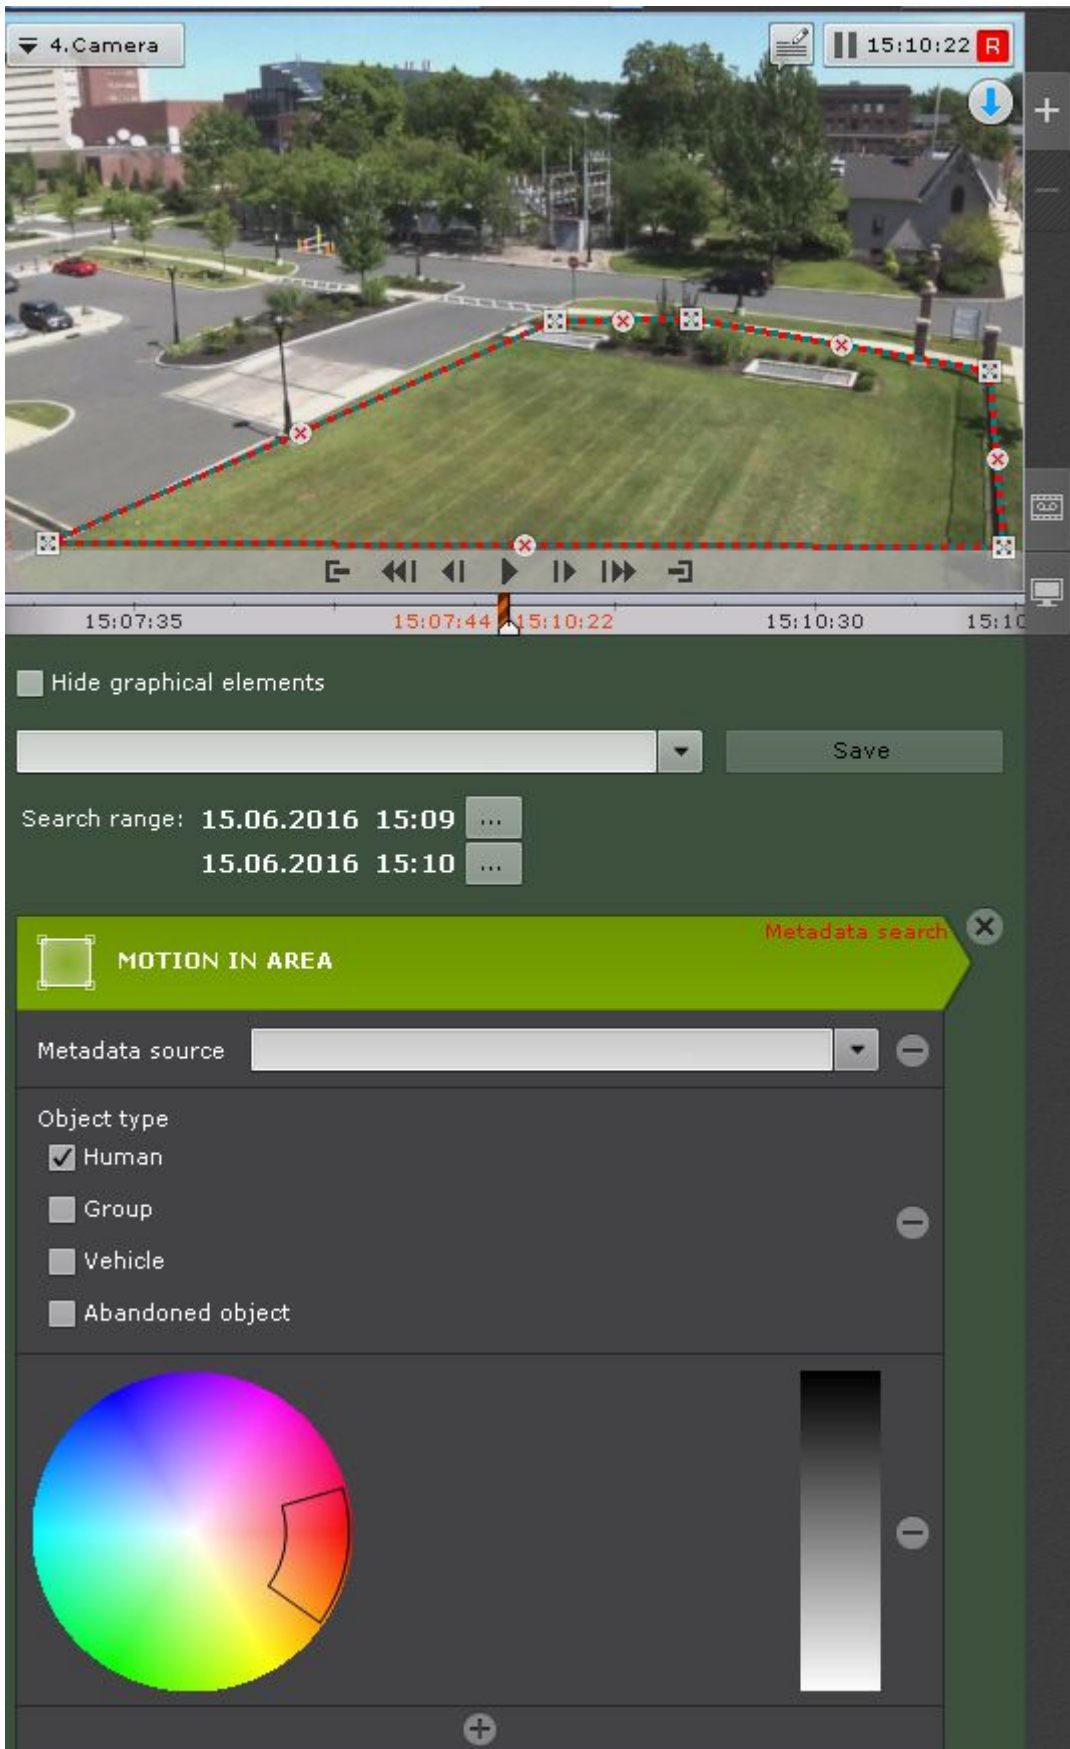 4.Camera
15:10:22 R
15:07:35 15:07:44 15:10:22 15:10:30 15:10
Hide graphical elements
Save
Search range: 15.06.2016 15:09 ...
15.06.2016 15:10 ...
Metadata search
MOTION IN AREA
Metadata source
Object type
Human
Group
Vehicle
Abandoned object